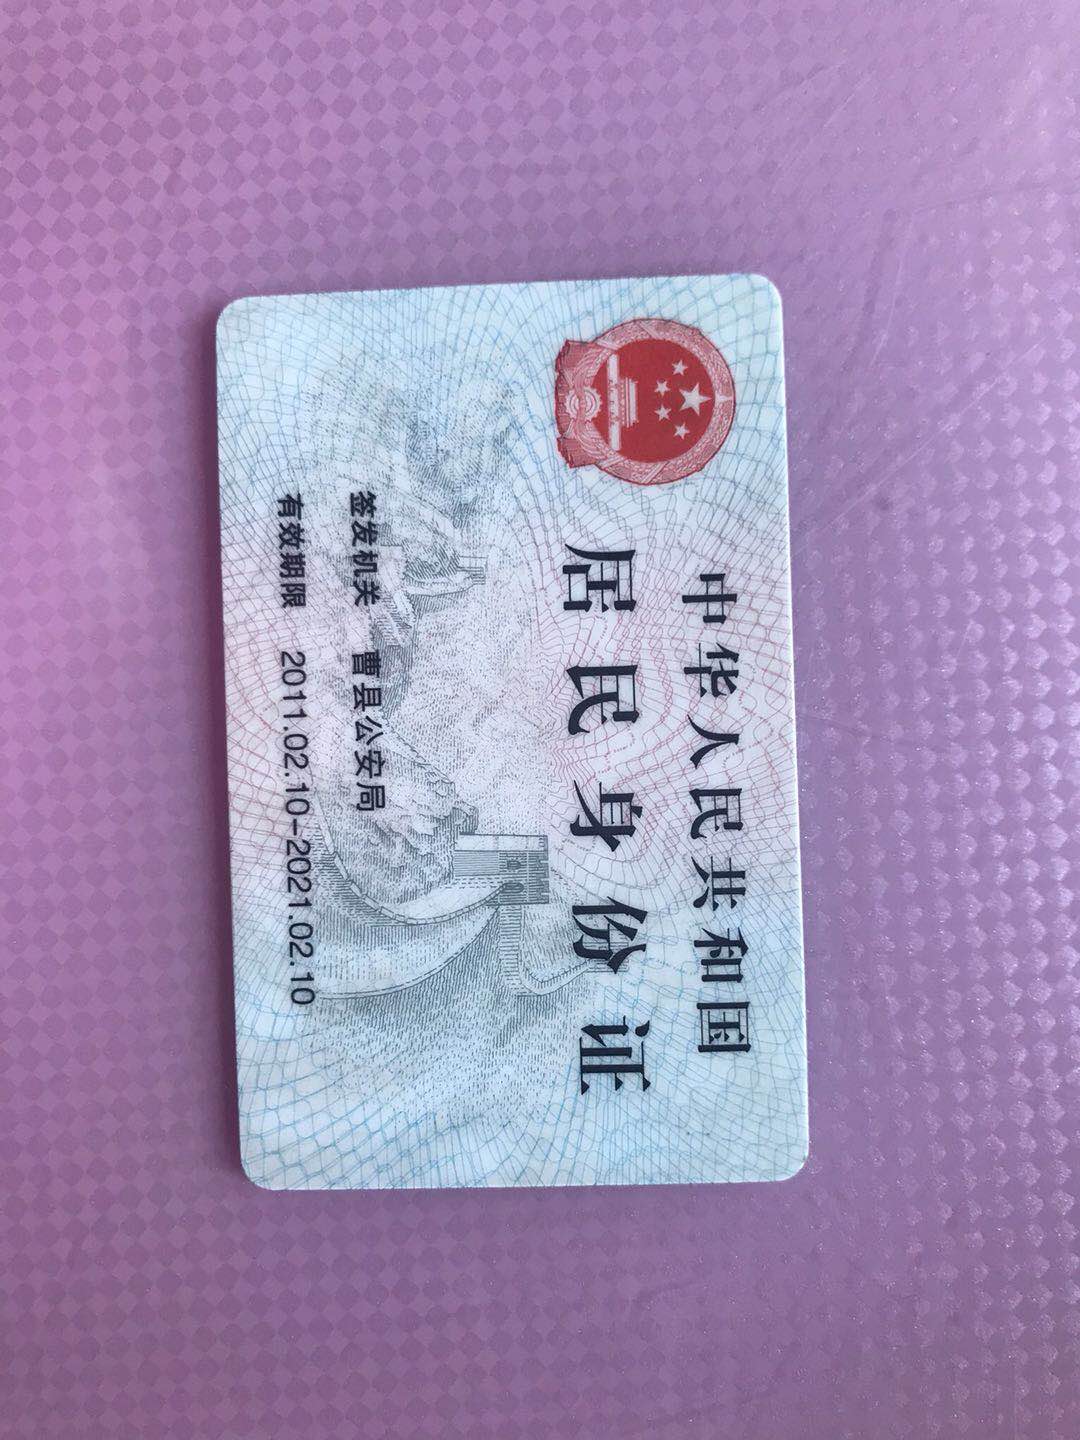 中华人民共和国
居民身份证
签发机关 曹县公安局
有效期限 2011.02.10-2021.02.10